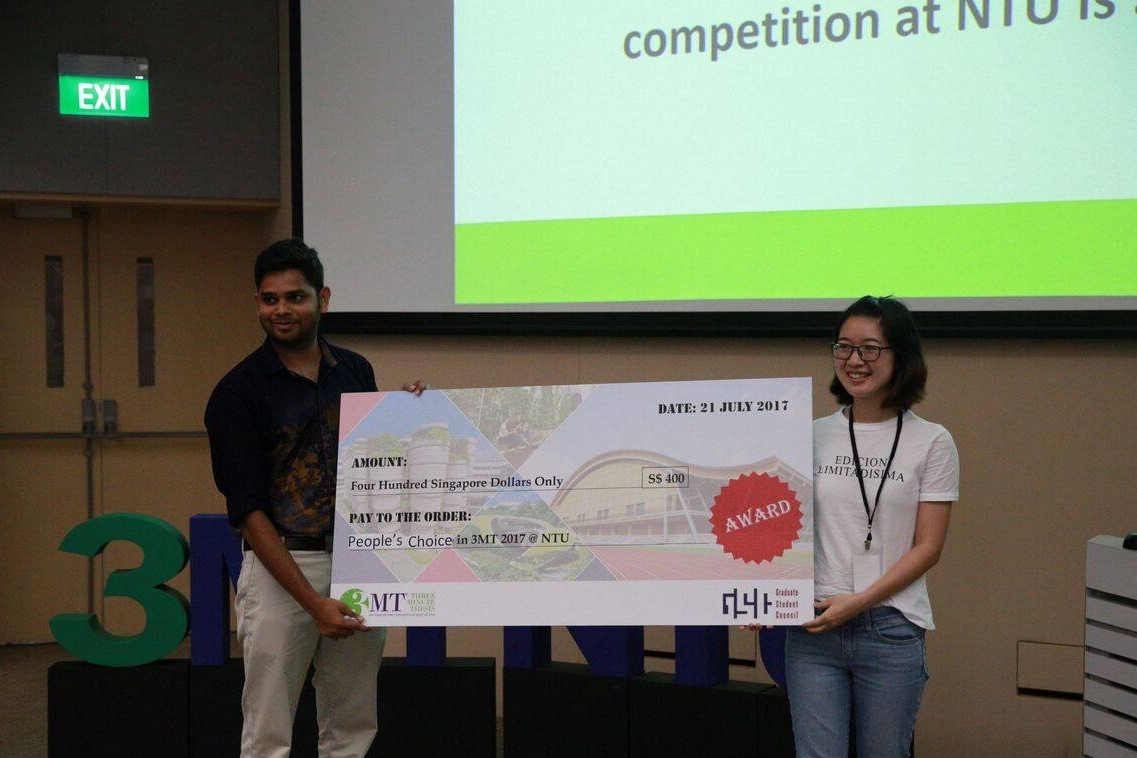 competition at NTU is
EXIT
DATE: 21 JULY 2017
AMOUNT:
Four Hundred Singapore Dollars Only
S$ 400
PAY TO THE ORDER:
People's Choice in 3MT 2017 @ NTU
AWARD
3MT THREE
MINUTE
THESIS
Graduate
Student
Council
EDICION
LIMITADISIMA
3M